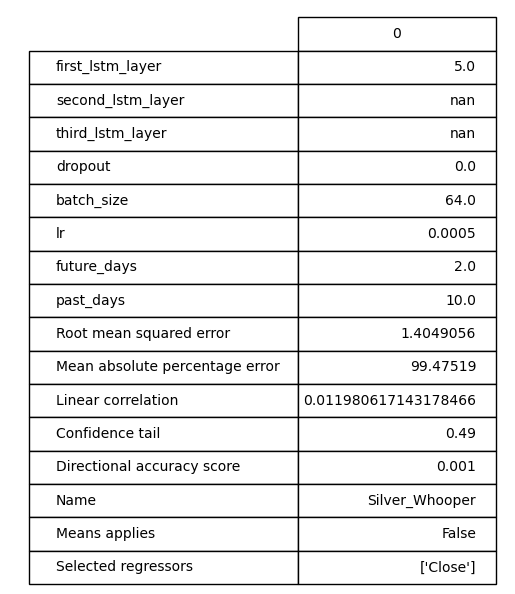 0
first_lstm_layer 5.0
second_lstm_layer nan
third_lstm_layer nan
dropout 0.0
batch_size 64.0
lr 0.0005
future_days 2.0
past_days 10.0
Root mean squared error 1.4049056
Mean absolute percentage error 99.47519
Linear correlation 0.011980617143178466
Confidence tail 0.49
Directional accuracy score 0.001
Name Silver_Whooper
Means applies False
Selected regressors ['Close']